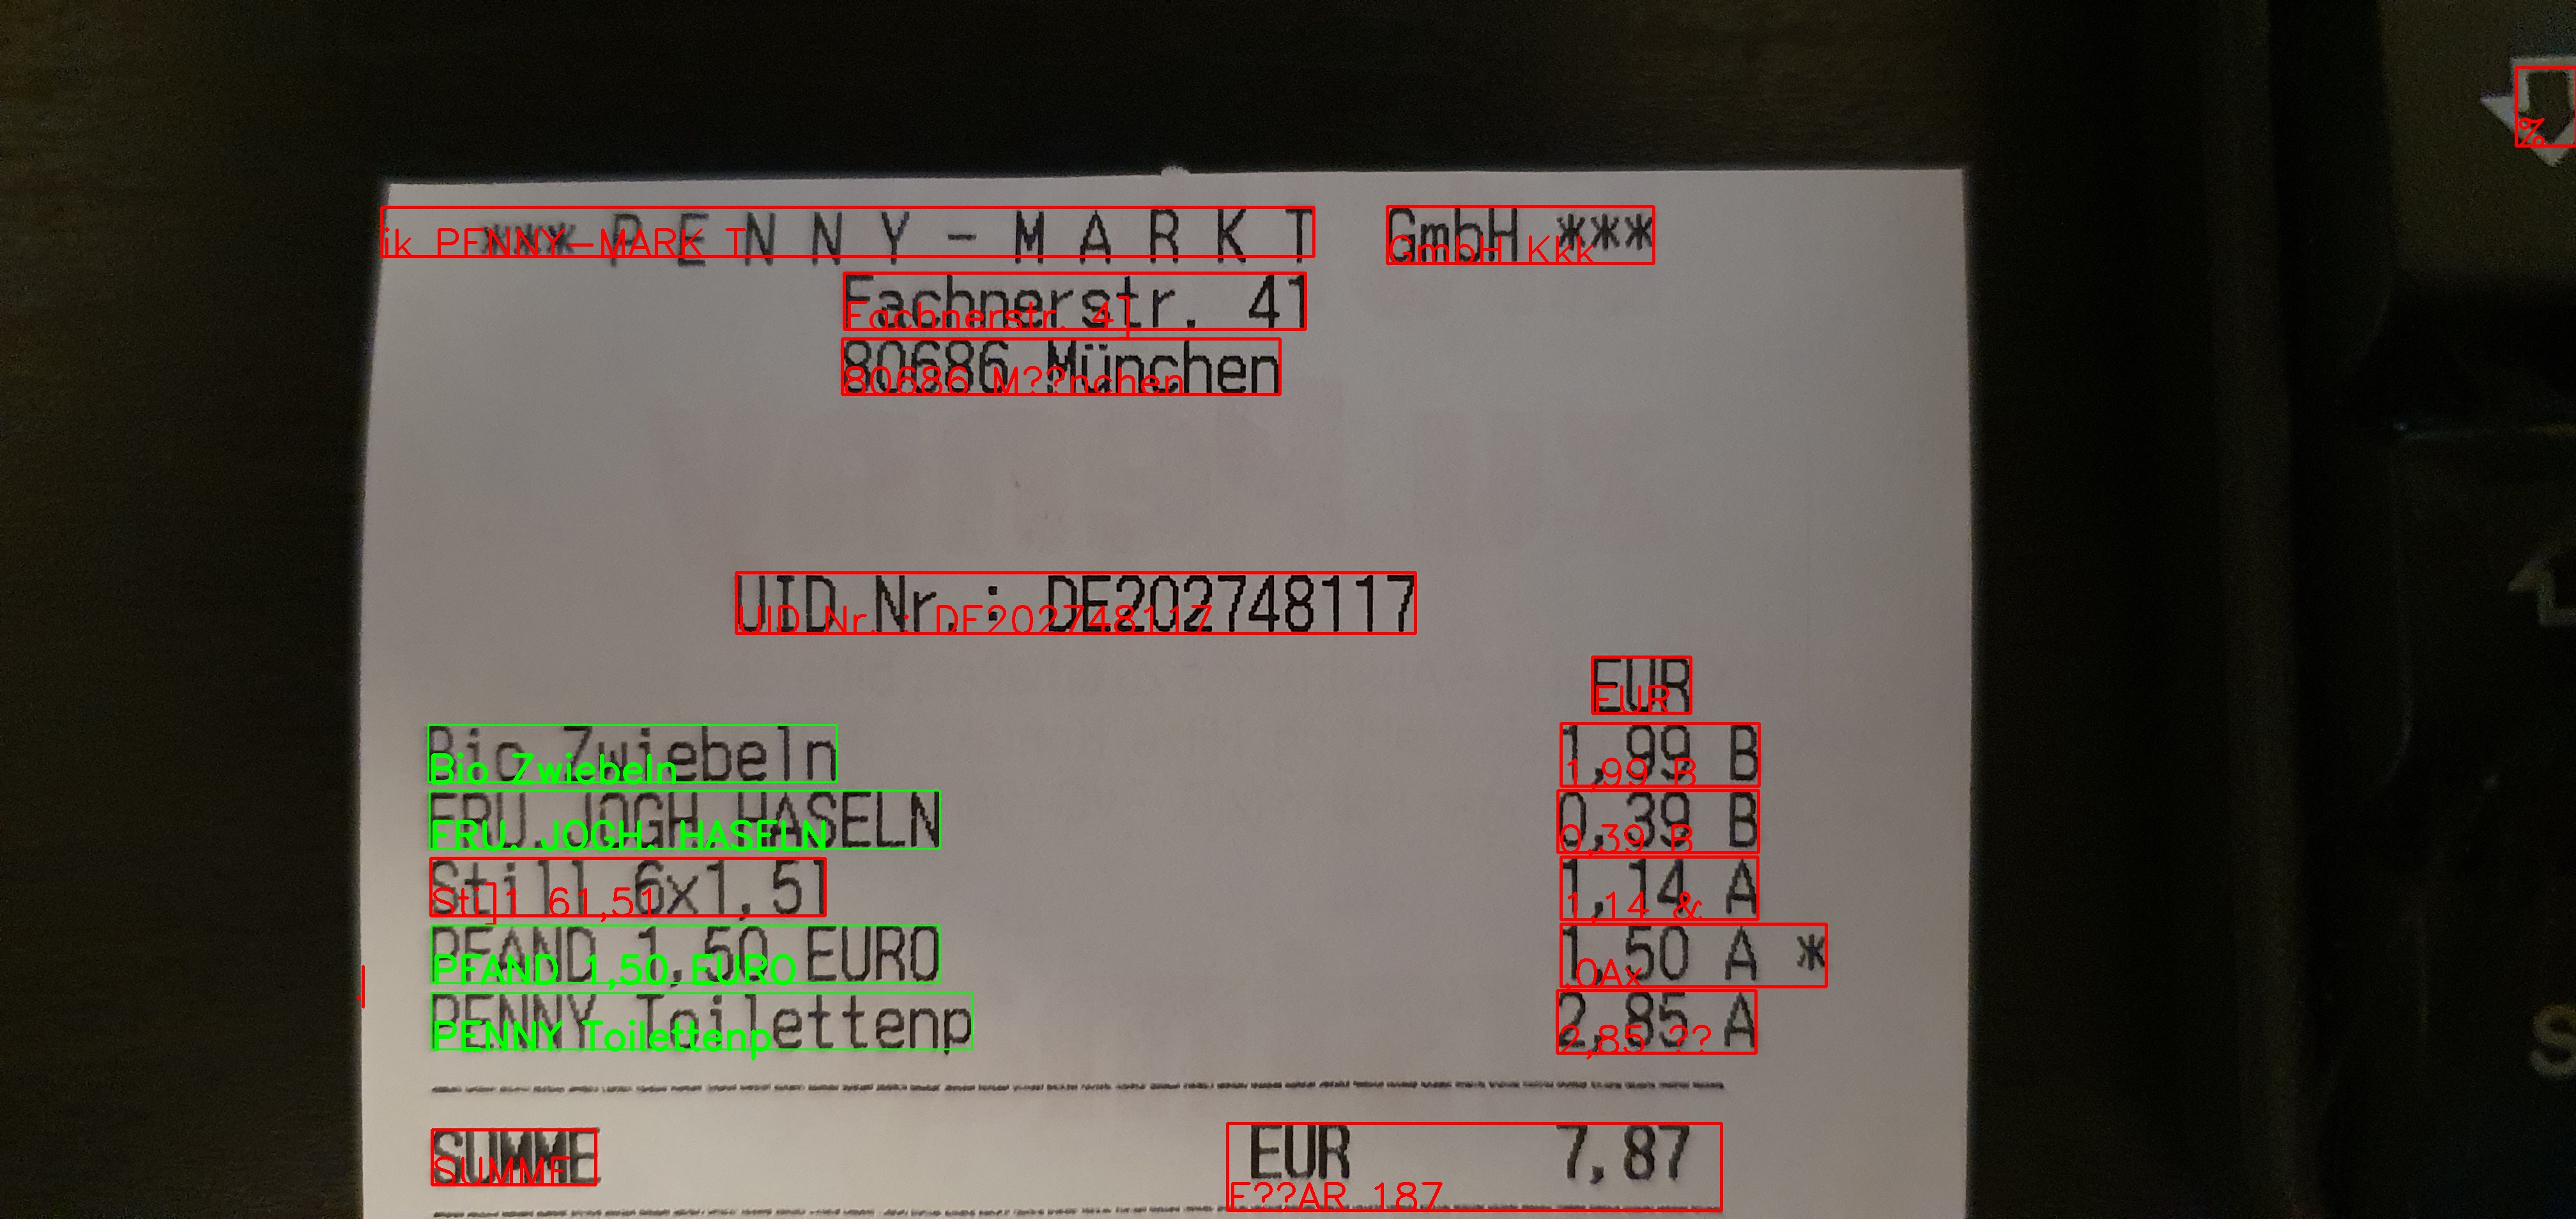 *** P E N N Y - M A R K T GmbH ***
ik PFNNY-MARK T GmbH Kkk
Fachnerstr. 41
Fachnerstr. 4]
80686 München
80686 M??nchen
UID Nr.: DE202748117
UID Nr. : DE202748117
EUR
EUR
Bio Zwiebeln 1,99 B
Bio Zwiebeln 1,99 B
FRU.JOGH.HASELN 0,39 B
FRU. JOGH. HASELN 0,39 B
Still 6x1,5l 1,14 A
Sti]1 61,51 1,14 &
PFAND 1,50 EURO 1,50 A *
PFAND 1,50 EURO ,0Ax
PENNY Toilettenp 2,85 A
PENNY Toilettenp 2,85 ??
SUMME EUR 7,87
SUMME E??AR 187
%
S